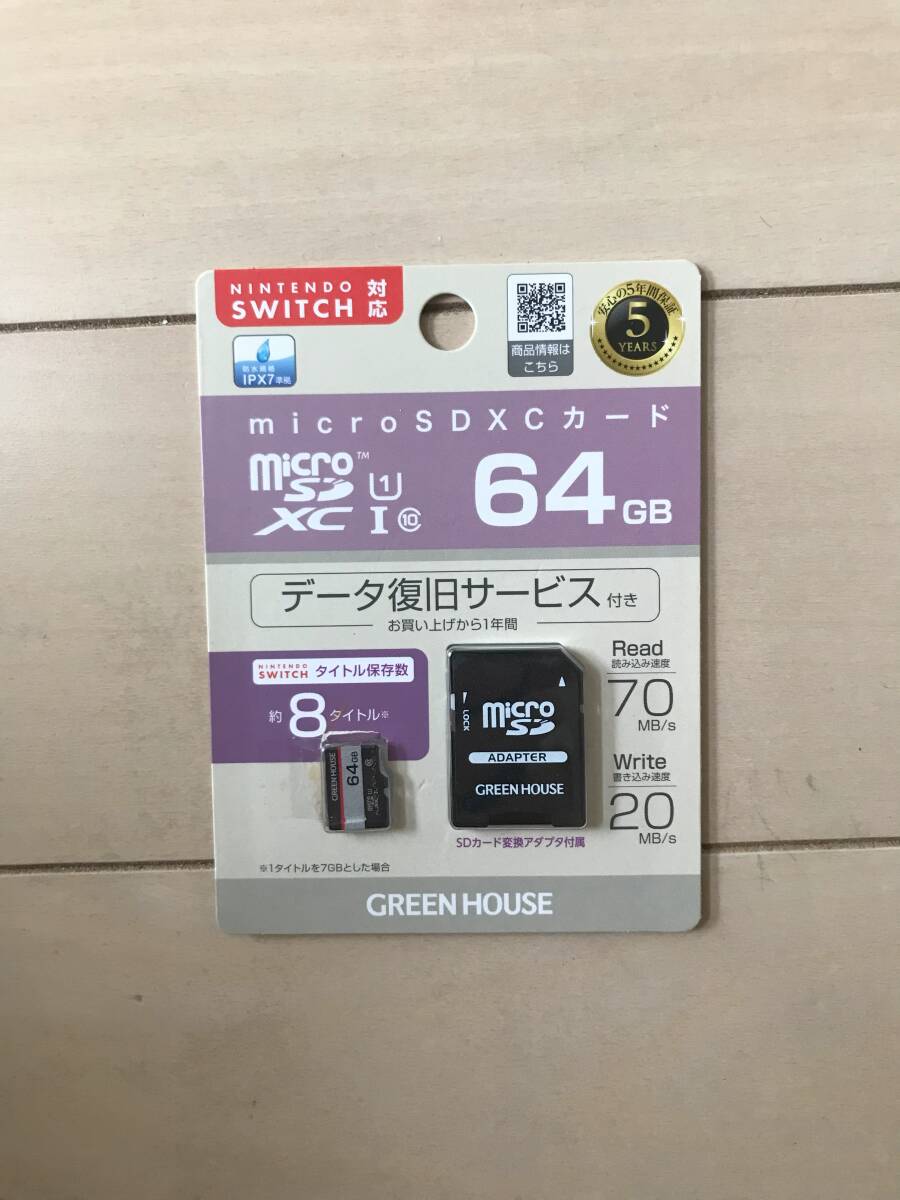 NINTENDO
SWITCH
対応
防水規格
IPX7準拠
商品情報は
こちら
安心の5年間保証
5
YEARS
microSDXCカード
micro™
SD
XC I
U1
10
64GB
データ復旧サービス付き
お買い上げから1年間
NINTENDO
SWITCH タイトル保存数
約8タイトル※
GREEN HOUSE
64GB
LOCK
micro
SD
ADAPTER
GREEN HOUSE
SDカード変換アダプタ付属
Read
読み込み速度
70
MB/s
Write
書き込み速度
20
MB/s
※1タイトルを7GBとした場合
GREEN HOUSE